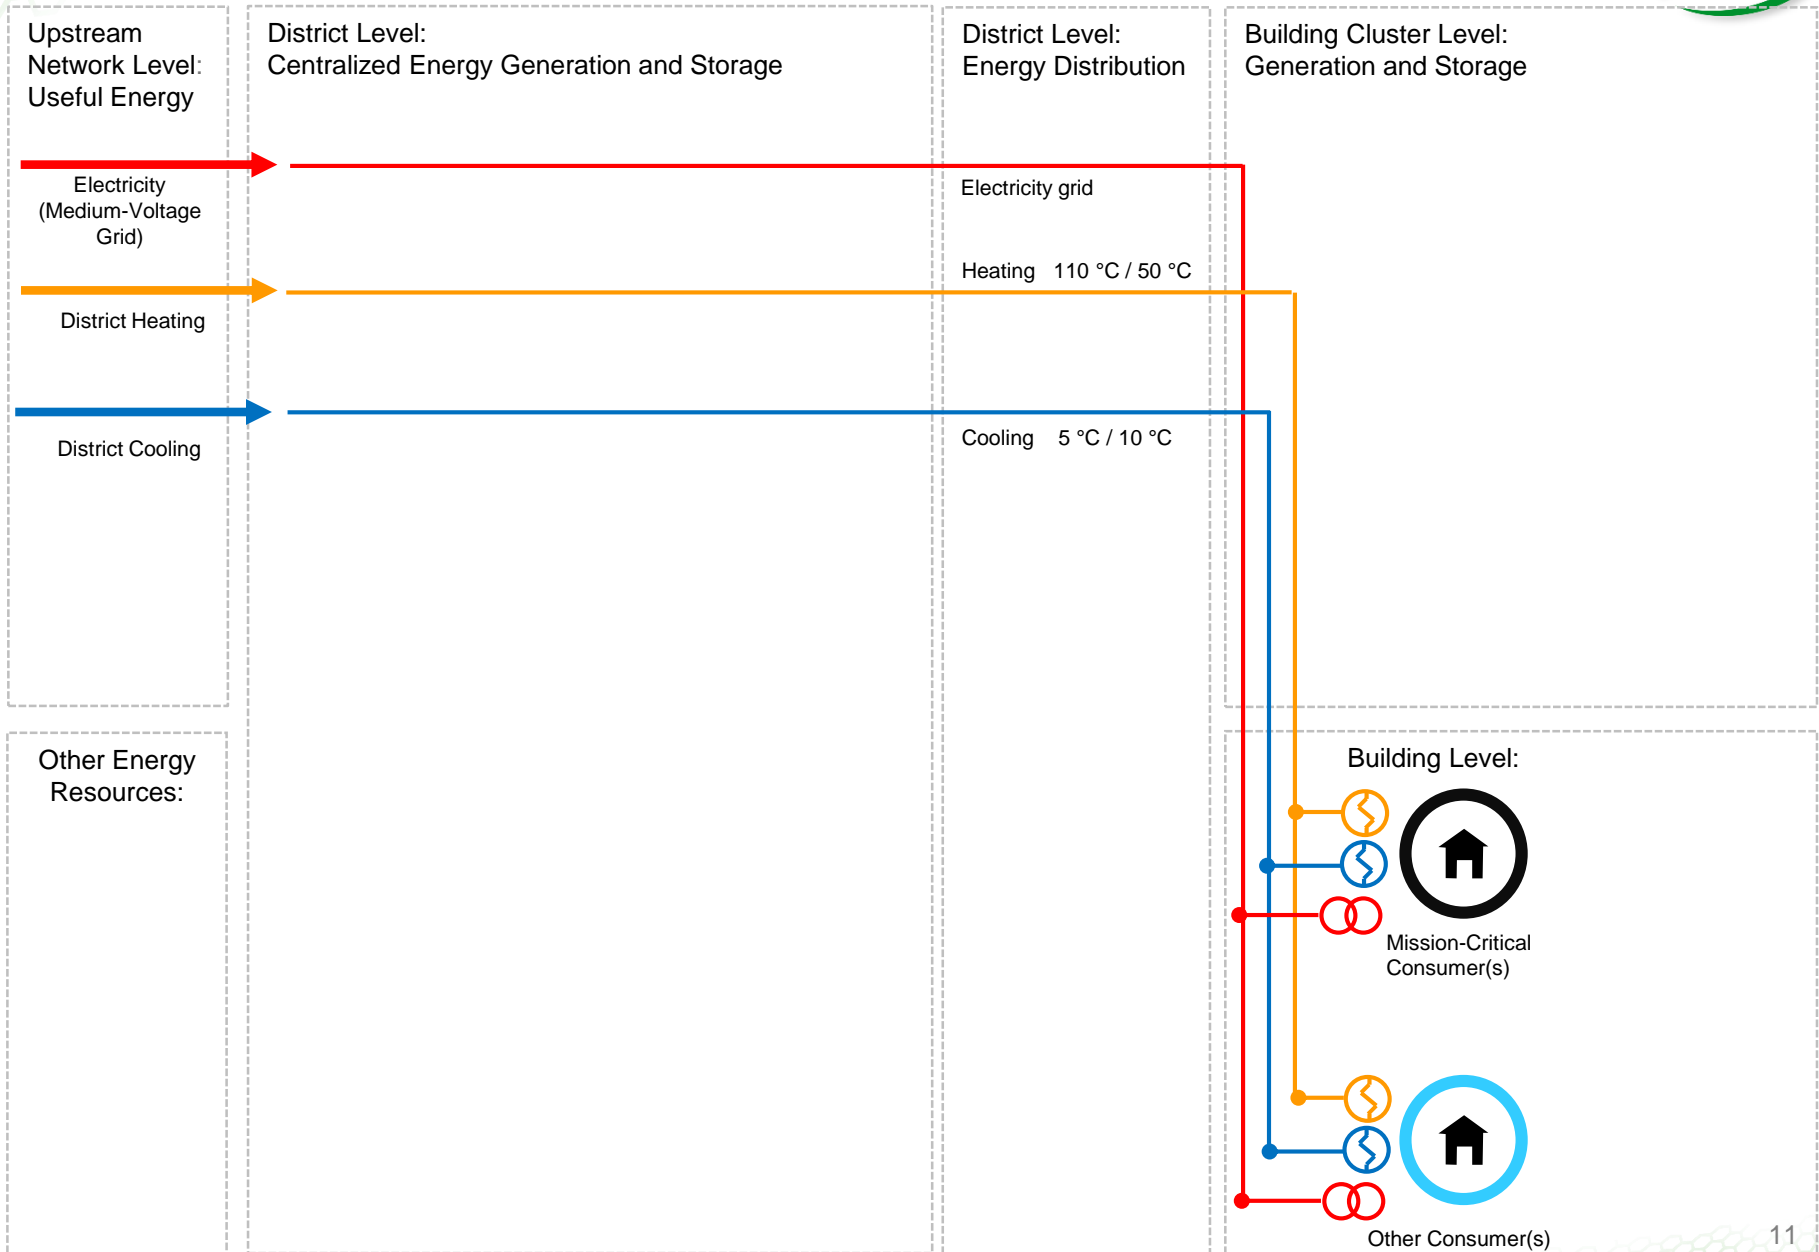 Upstream
Network Level:
Useful Energy
District Level:
Centralized Energy Generation and Storage
District Level:
Energy Distribution
Building Cluster Level:
Generation and Storage
Electricity
(Medium-Voltage
Grid)
Electricity grid
Heating 110 °C / 50 °C
District Heating
Cooling 5 °C / 10 °C
District Cooling
Other Energy
Resources:
Building Level:
Mission-Critical
Consumer(s)
Other Consumer(s)
11